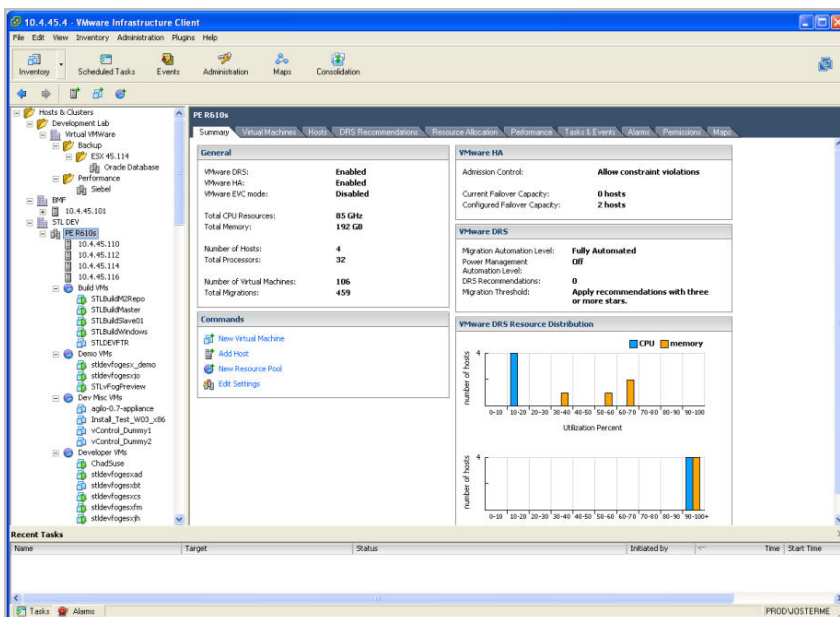 10.4.45.4 - VMware Infrastructure Client
File Edit View Inventory Administration Plugins Help
Inventory Scheduled Tasks Events Administration Maps Consolidation
Hosts & Clusters
Development Lab
Virtual VMWare
Backup
ESX 45.114
Oracle Database
Performance
Siebel
BMF
10.4.45.101
STL DEV
PE R610s
10.4.45.110
10.4.45.112
10.4.45.114
10.4.45.116
Build VMs
STLBuildM2Repo
STLBuildMaster
STLBuildSlave01
STLBuildWindows
STLDEVFTR
Demo VMs
stldevfogesx_demo
stldevfogesxjo
STLvFogPreview
Dev Misc VMs
agilo-0.7-appliance
Install_Test_W03_x86
vControl_Dummy1
vControl_Dummy2
Developer VMs
ChadSuse
stldevfogesxad
stldevfogesxbt
stldevfogesxcs
stldevfogesxfm
stldevfogesxjh
PE R610s
Summary Virtual Machines Hosts DRS Recommendations Resource Allocation Performance Tasks & Events Alarms Permissions Maps
General
VMware DRS: Enabled
VMware HA: Enabled
VMware EVC mode: Disabled
Total CPU Resources: 85 GHz
Total Memory: 192 GB
Number of Hosts: 4
Total Processors: 32
Number of Virtual Machines: 106
Total Migrations: 459
Commands
New Virtual Machine
Add Host
New Resource Pool
Edit Settings
VMware HA
Admission Control: Allow constraint violations
Current Failover Capacity: 0 hosts
Configured Failover Capacity: 2 hosts
VMware DRS
Migration Automation Level: Fully Automated
Power Management Off
Automation Level:
DRS Recommendations: 0
Migration Threshold: Apply recommendations with three
or more stars.
VMware DRS Resource Distribution
CPU memory
number of hosts
4
0-10 10-20 20-30 30-40 40-50 50-60 60-70 70-80 80-90 90-100
Utilization Percent
number of hosts
4
0-10 10-20 20-30 30-40 40-50 50-60 60-70 70-80 80-90 90-100+
Recent Tasks
Name Target Status Initiated by Time Start Time
Tasks Alarms PROD\JOSTERME